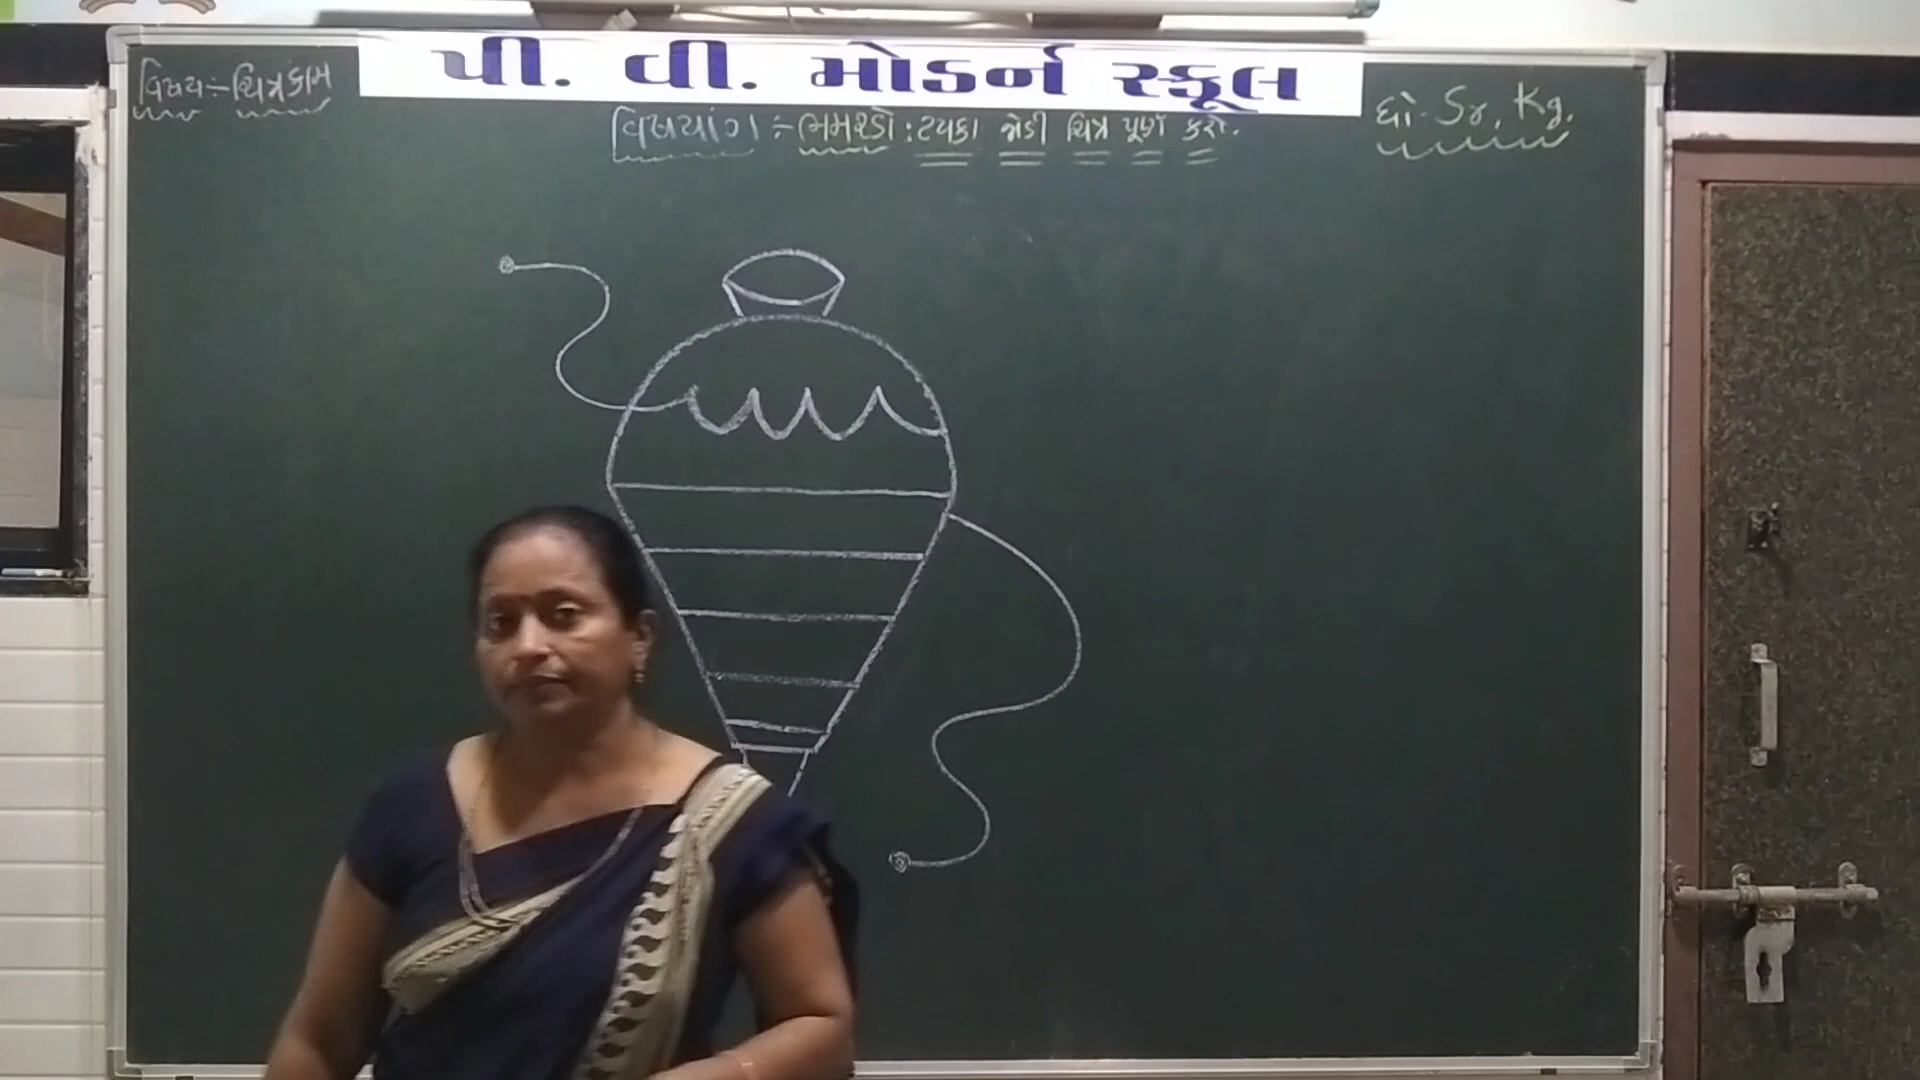 પી. વી. મોડર્ન સ્કૂલ
વિષય :- ચિત્રકામ
ધો. Sr. Kg.
વિષયાંગ :- ભમરડો : ટપકા જોડી ચિત્ર પૂર્ણ કરો.